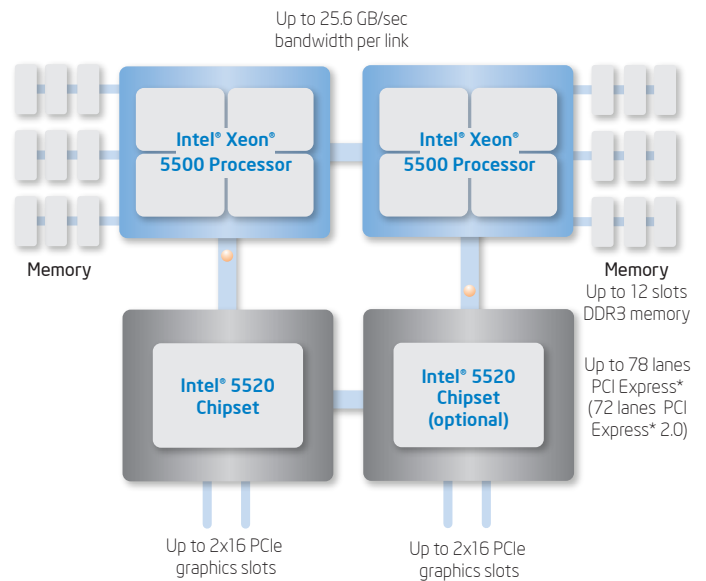 Up to 25.6 GB/sec
bandwidth per link
Intel® Xeon®
5500 Processor
Intel® Xeon®
5500 Processor
Memory
Memory
Up to 12 slots
DDR3 memory
Intel® 5520
Chipset
Intel® 5520
Chipset
(optional)
Up to 78 lanes
PCI Express*
(72 lanes PCI
Express* 2.0)
Up to 2x16 PCIe
graphics slots
Up to 2x16 PCIe
graphics slots